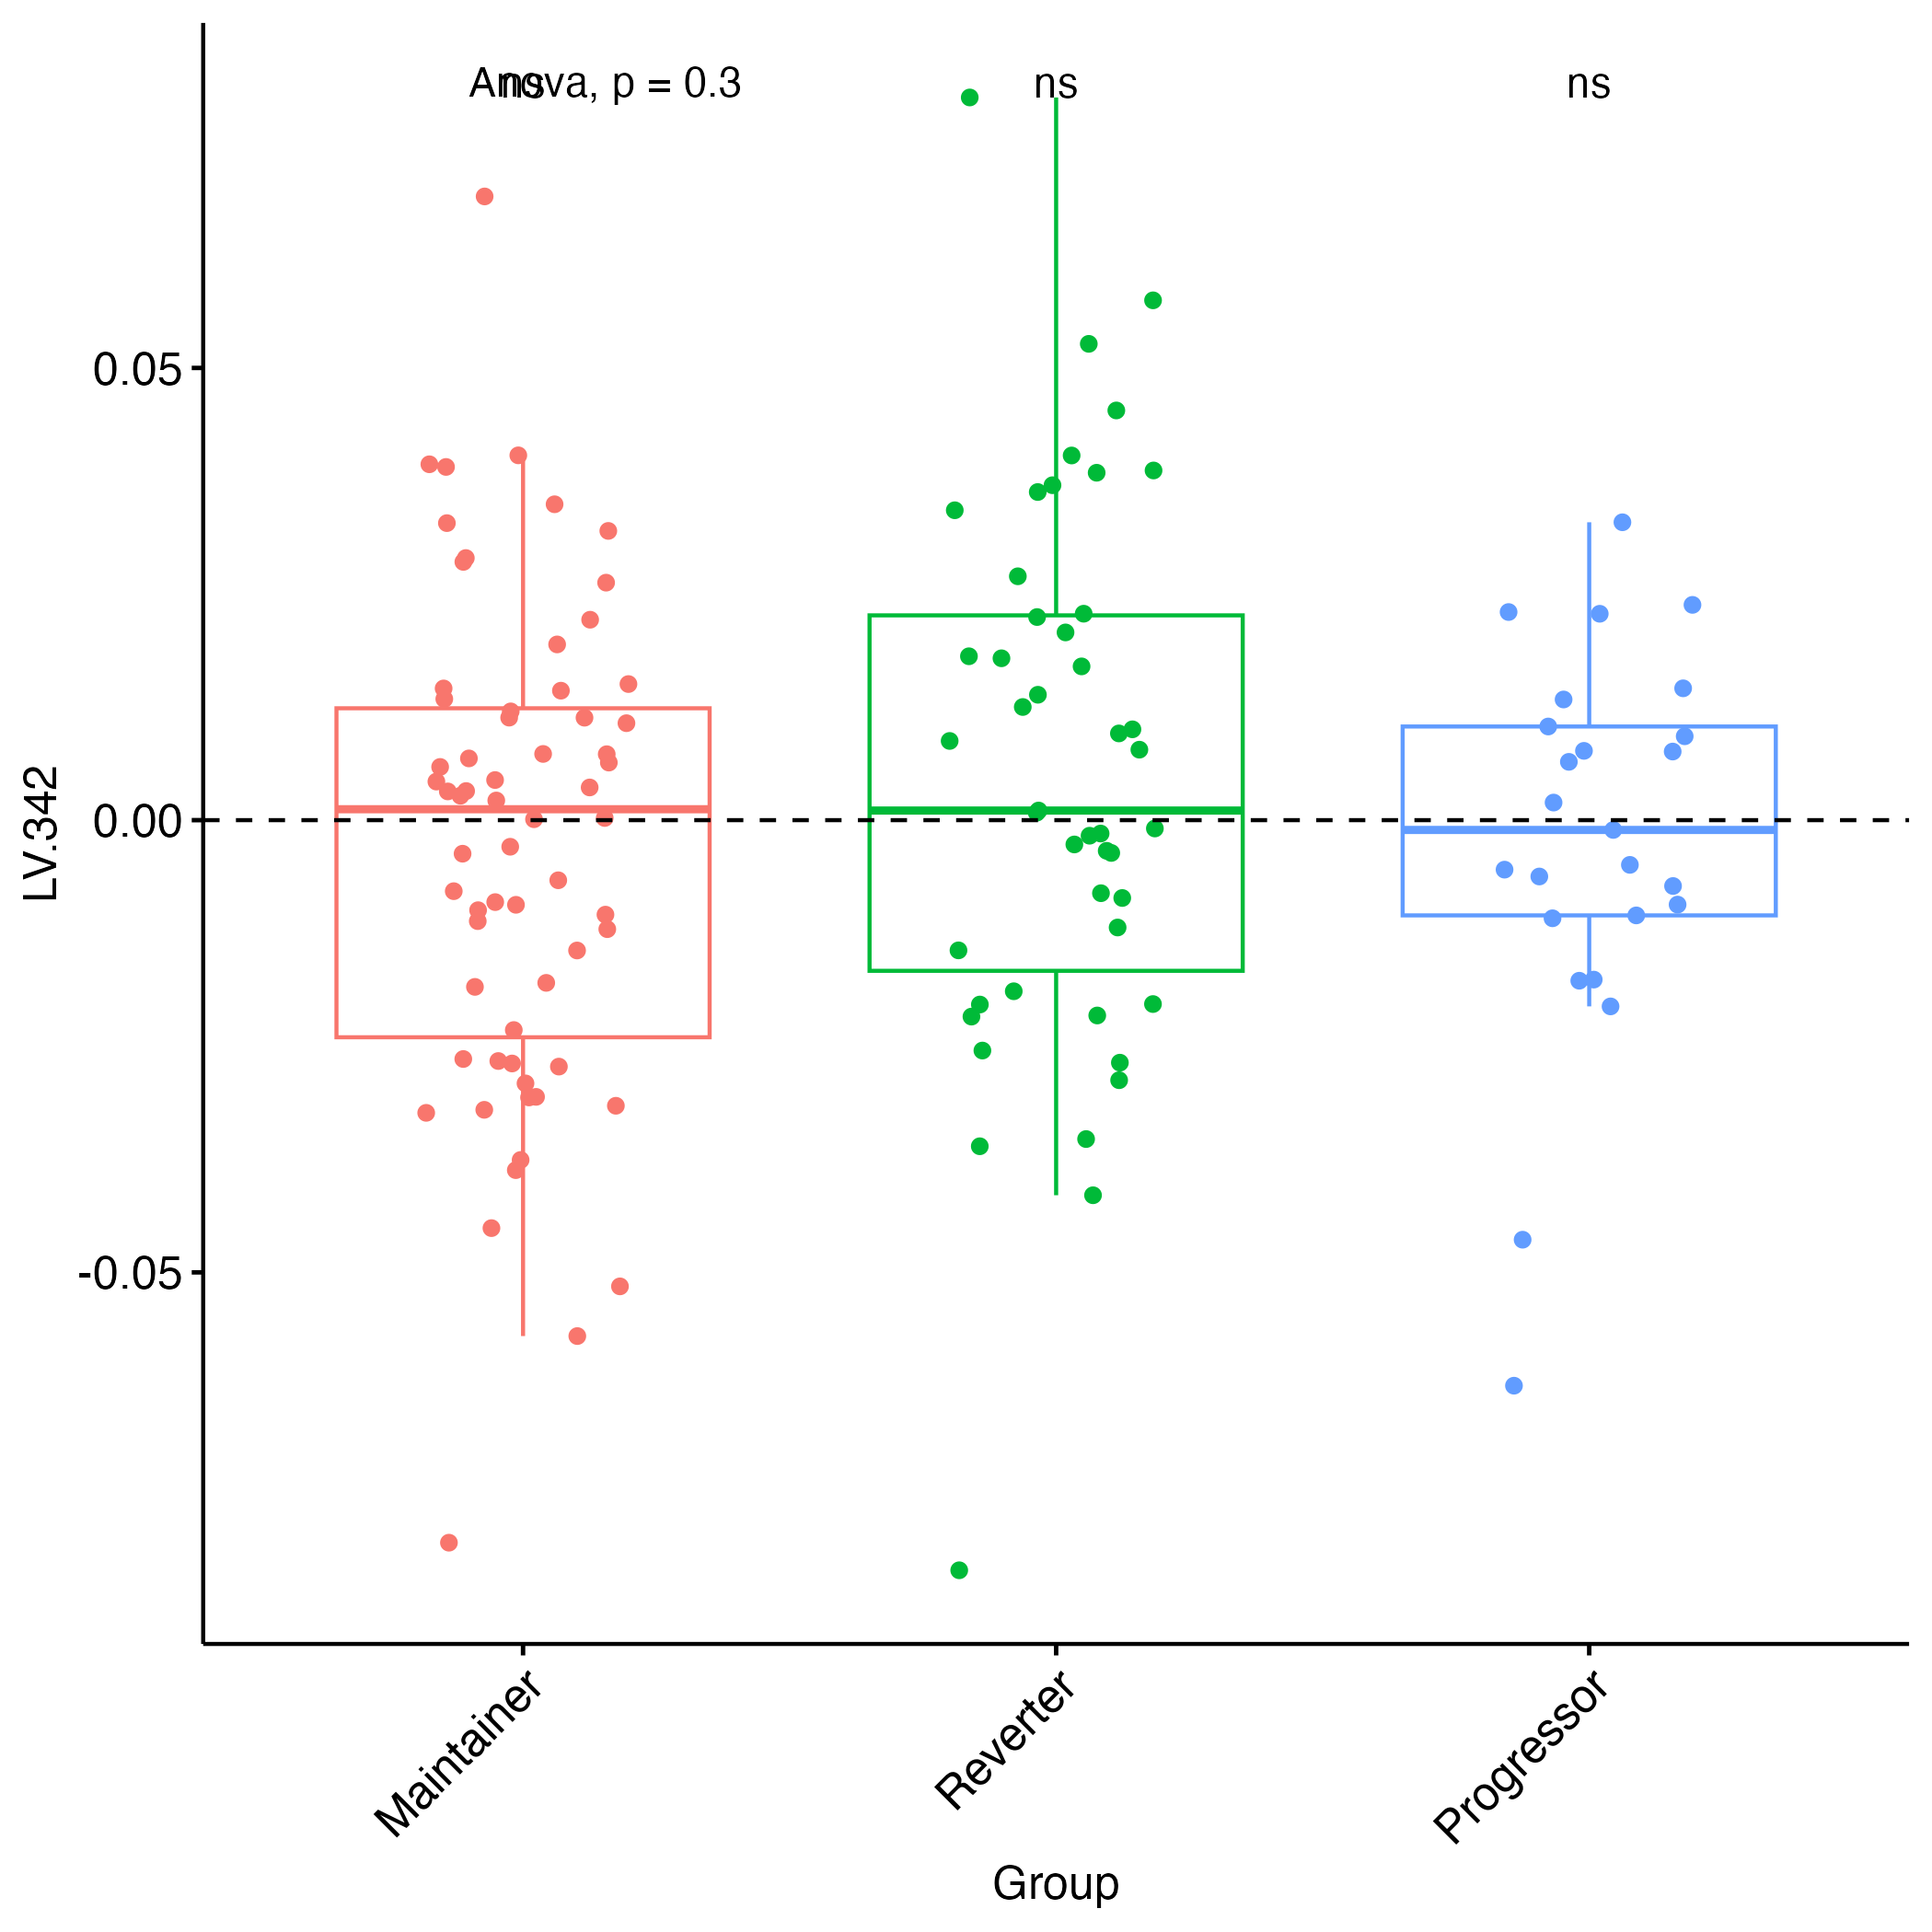 Anova, p = 0.3
ns
ns
ns
0.05
0.00
-0.05
LV.342
Maintainer
Reverter
Progressor
Group